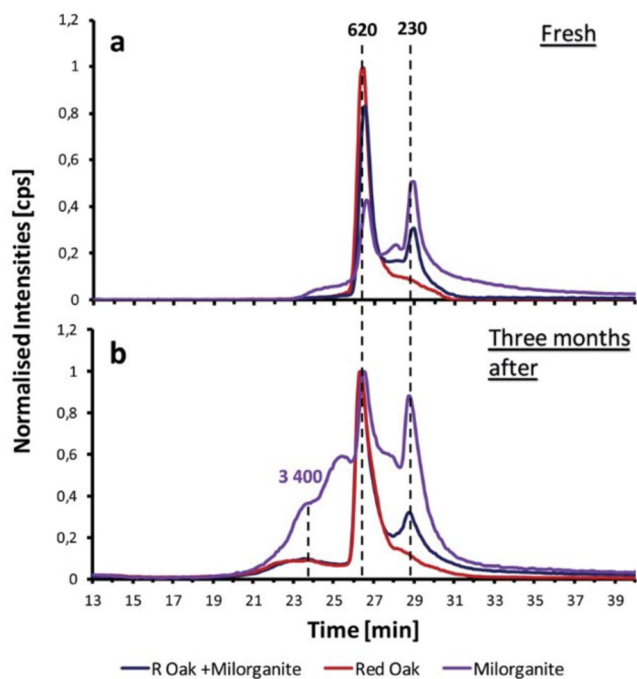 a
620 230
Fresh
1,2
1
0,8
0,6
0,4
0,2
0
Normalised Intensities [cps]
b
Three months
after
1,2
1
0,8
0,6
0,4
0,2
0
3 400
13 15 17 19 21 23 25 27 29 31 33 35 37 39
Time [min]
R Oak +Milorganite Red Oak Milorganite